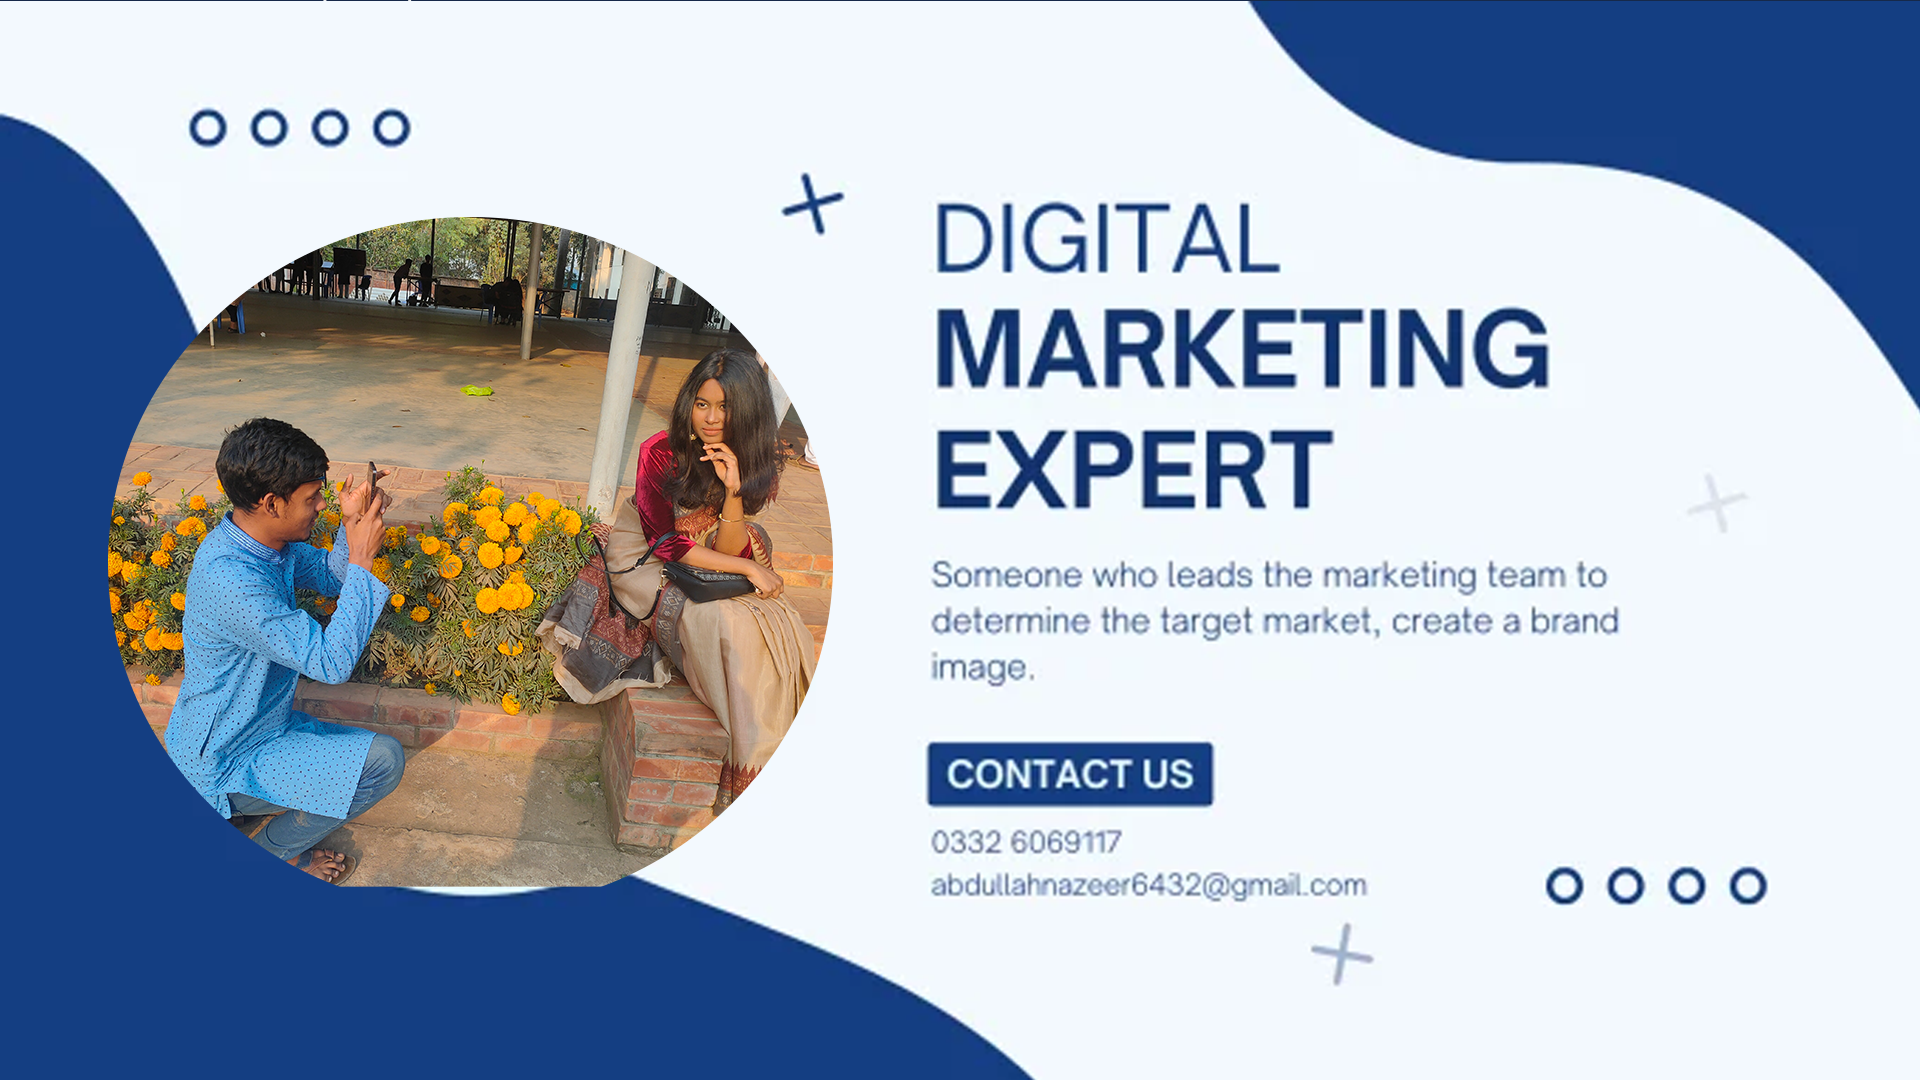 DIGITAL
MARKETING
EXPERT
Someone who leads the marketing team to
determine the target market, create a brand
image.
CONTACT US
0332 6069117
abdullahnazeer6432@gmail.com